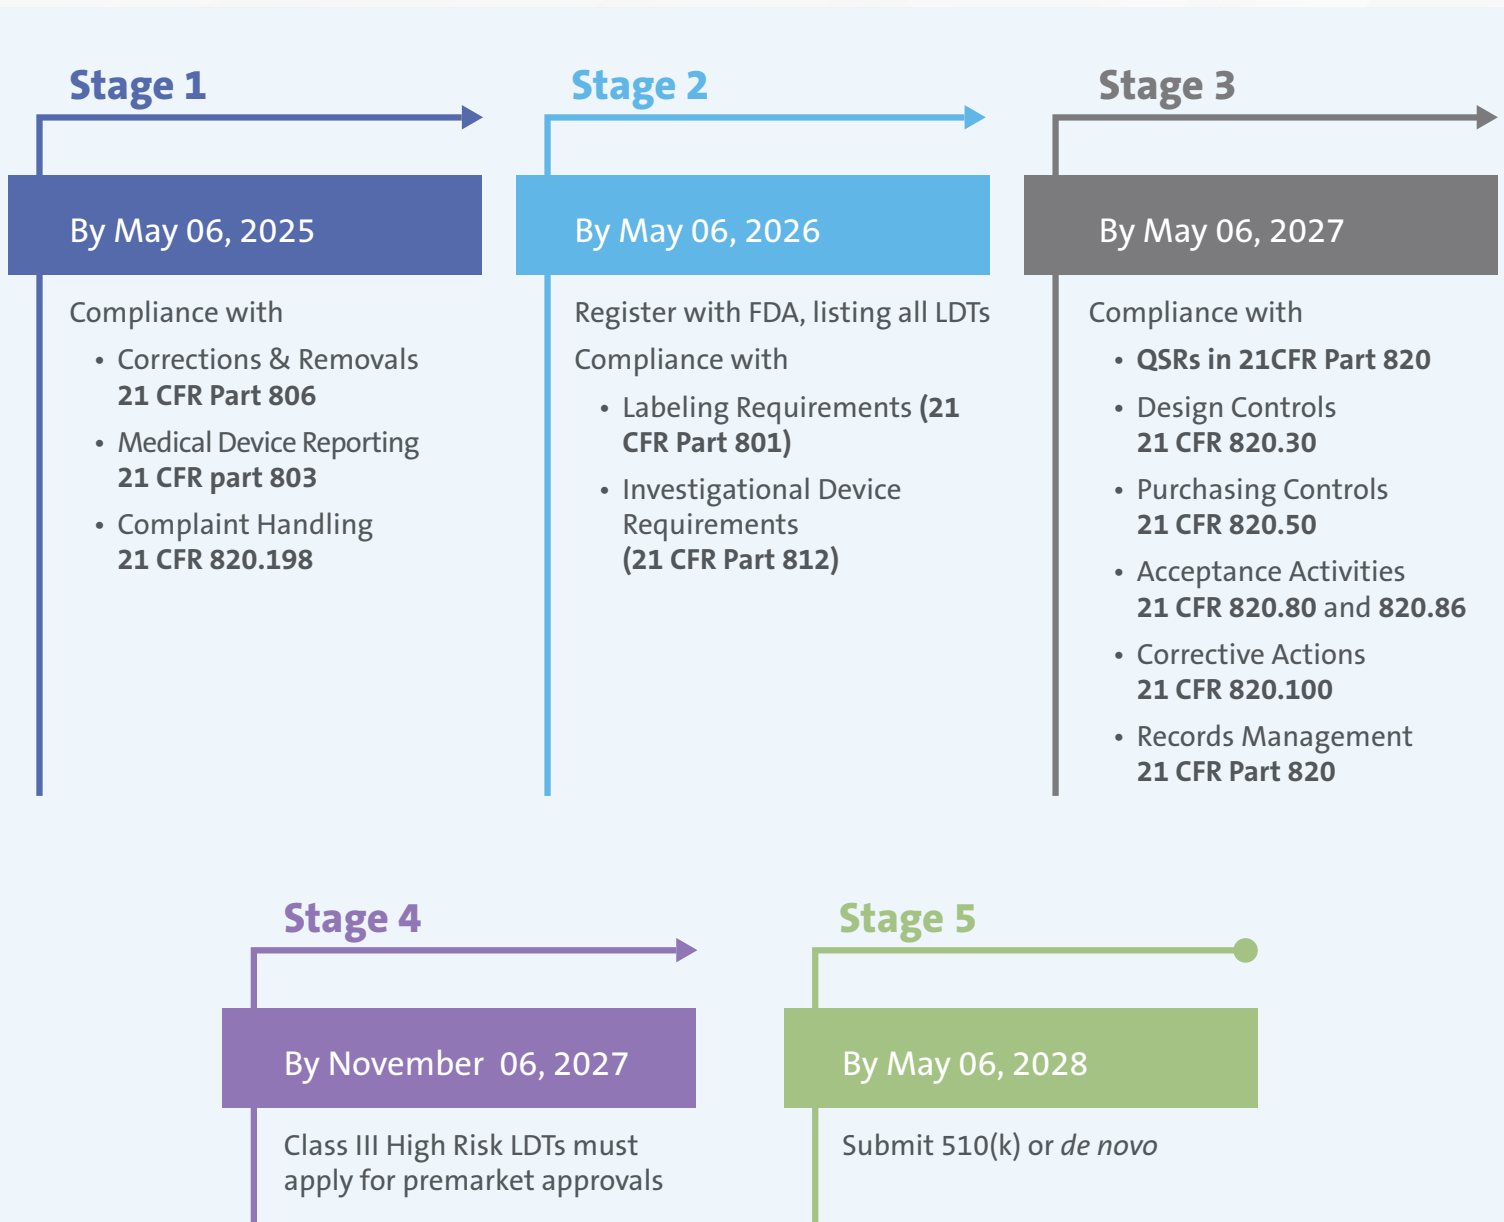 Stage 1
By May 06, 2025
Compliance with
• Corrections & Removals
21 CFR Part 806
• Medical Device Reporting
21 CFR part 803
• Complaint Handling
21 CFR 820.198
Stage 2
By May 06, 2026
Register with FDA, listing all LDTs
Compliance with
• Labeling Requirements (21
CFR Part 801)
• Investigational Device
Requirements
(21 CFR Part 812)
Stage 3
By May 06, 2027
Compliance with
• QSRs in 21CFR Part 820
• Design Controls
21 CFR 820.30
• Purchasing Controls
21 CFR 820.50
• Acceptance Activities
21 CFR 820.80 and 820.86
• Corrective Actions
21 CFR 820.100
• Records Management
21 CFR Part 820
Stage 4
By November 06, 2027
Class III High Risk LDTs must
apply for premarket approvals
Stage 5
By May 06, 2028
Submit 510(k) or de novo